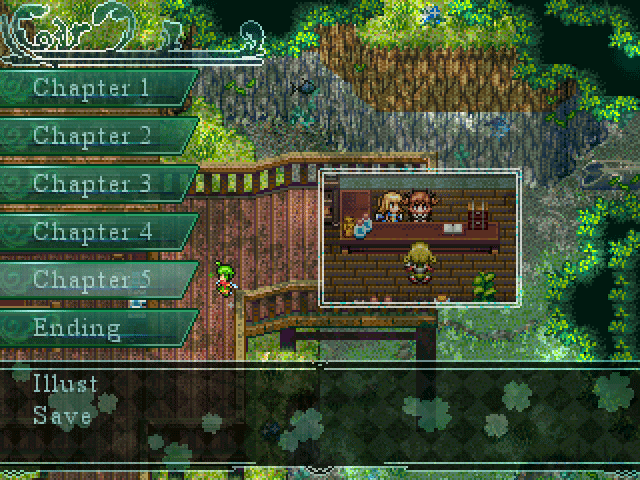 Chapter 1
Chapter 2
Chapter 3
Chapter 4
Chapter 5
Ending
Illust
Save